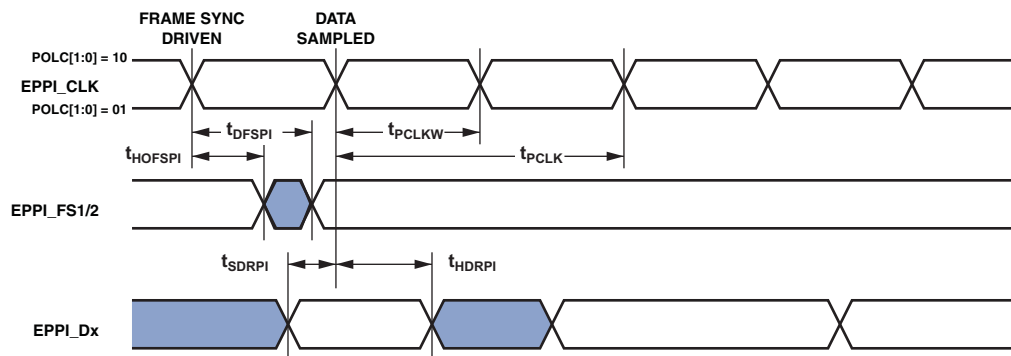 FRAME SYNC
DRIVEN
DATA
SAMPLED
POLC[1:0] = 10
EPPI_CLK
POLC[1:0] = 01
tDFSPI
tPCLKW
tHOFSPI
tPCLK
EPPI_FS1/2
tSDRPI
tHDRPI
EPPI_Dx